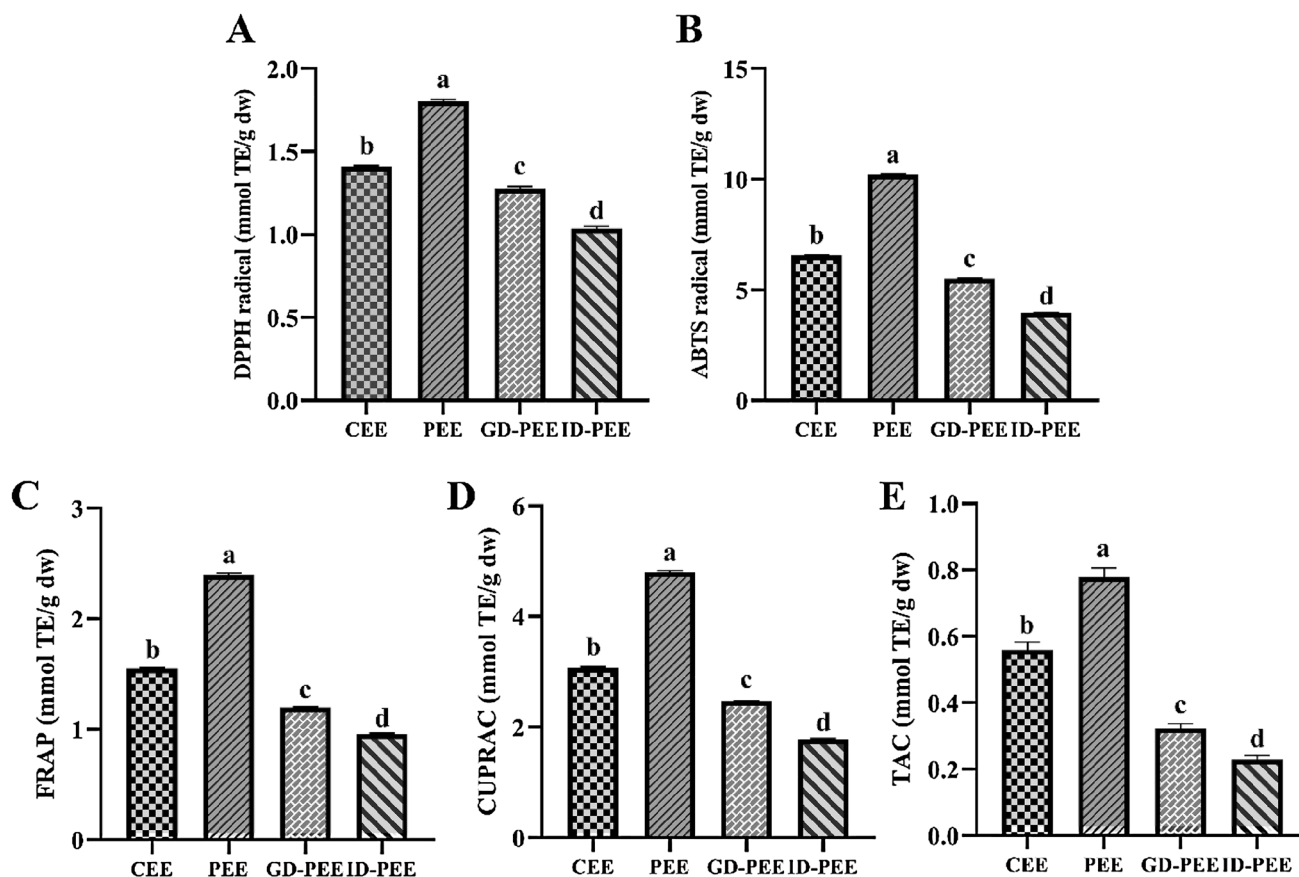 A
DPPH radical (mmol TE/g dw)
2.0
1.5
1.0
0.5
0.0
b
a
c
d
CEE PEE GD-PEE ID-PEE
B
ABTS radical (mmol TE/g dw)
15
10
5
0
b
a
c
d
CEE PEE GD-PEE ID-PEE
C
FRAP (mmol TE/g dw)
3
2
1
0
b
a
c
d
CEE PEE GD-PEE ID-PEE
D
CUPRAC (mmol TE/g dw)
6
4
2
0
b
a
c
d
CEE PEE GD-PEE ID-PEE
E
TAC (mmol TE/g dw)
1.0
0.8
0.6
0.4
0.2
0.0
b
a
c
d
CEE PEE GD-PEE ID-PEE